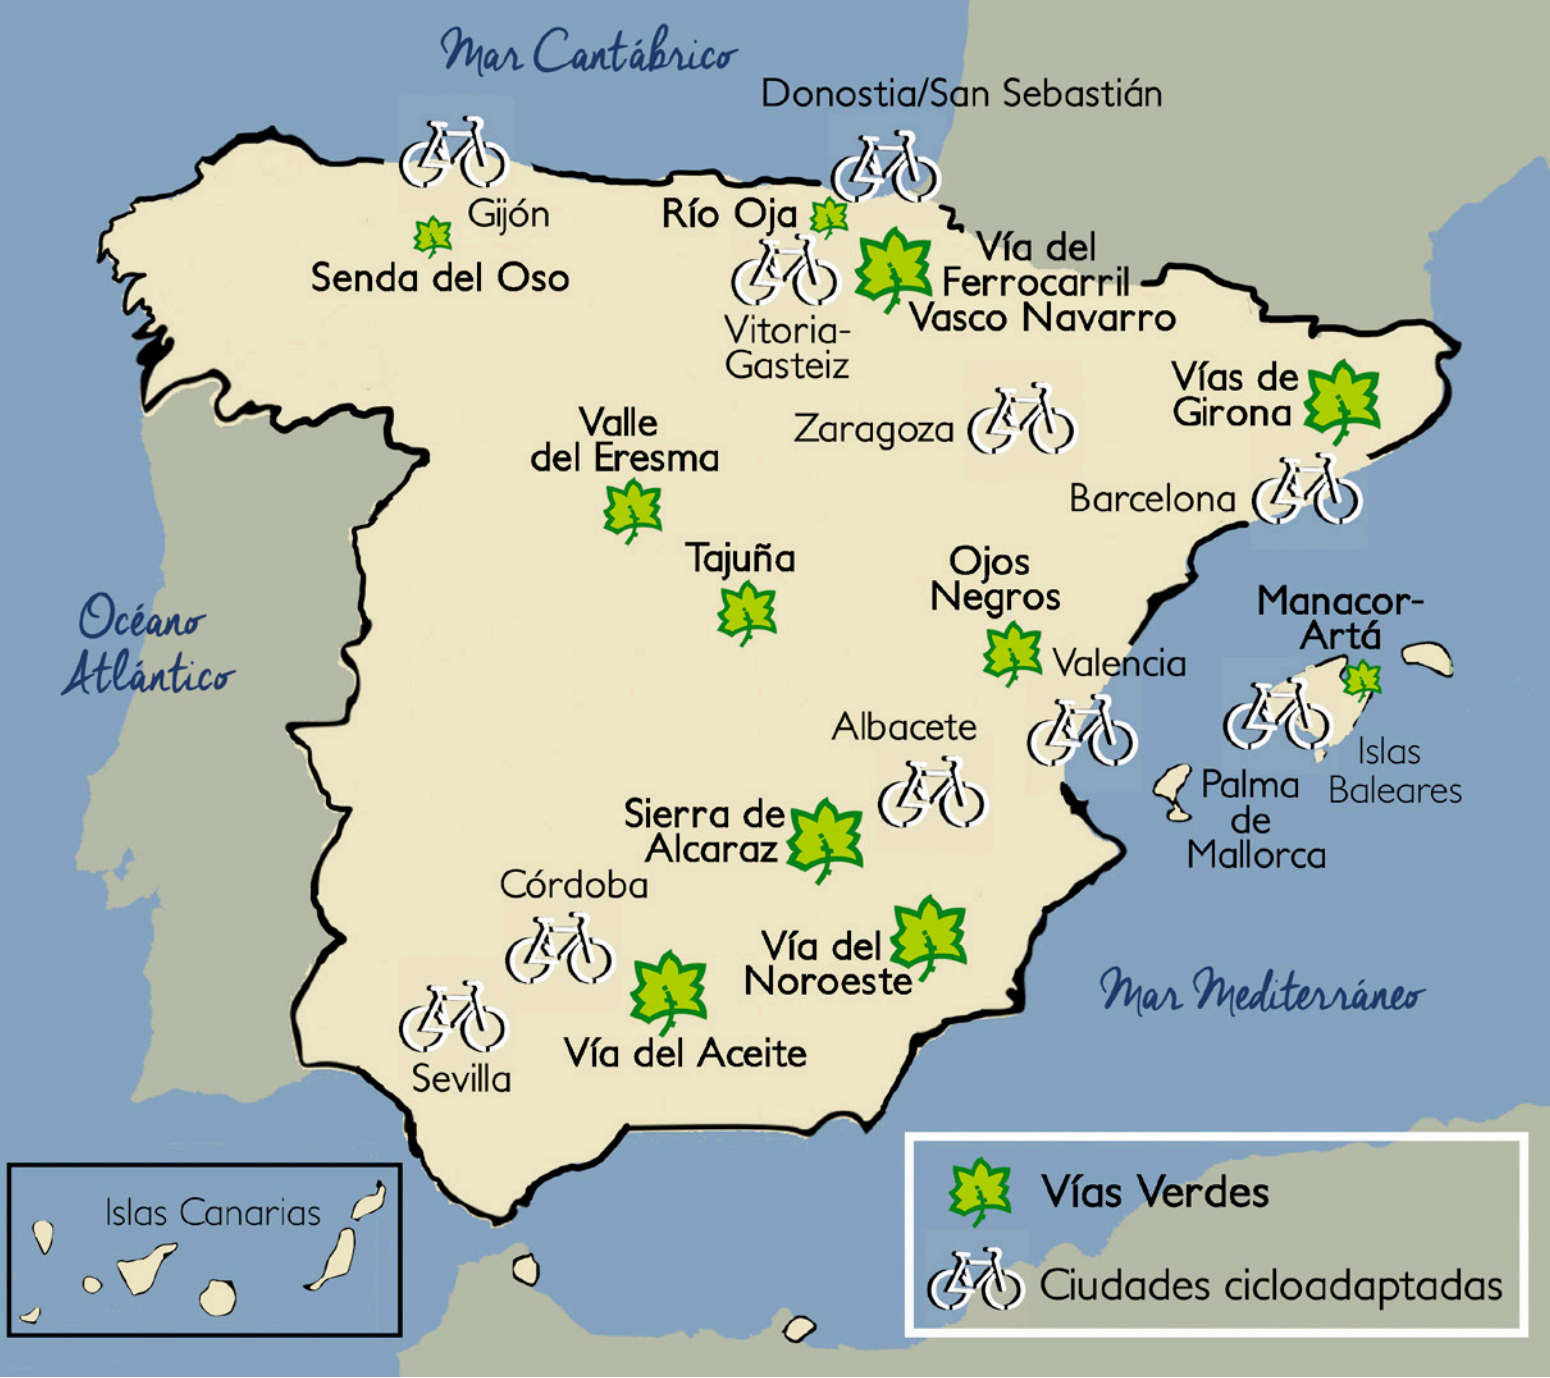 Mar Cantábrico
Donostia/San Sebastián
Gijón
Río Oja
Senda del Oso
Vía del
Ferrocarril
Vasco Navarro
Vitoria-
Gasteiz
Vías de
Girona
Zaragoza
Valle
del Eresma
Barcelona
Tajuña
Ojos
Negros
Manacor-
Artá
Océano
Atlántico
Valencia
Albacete
Islas
Baleares
Palma
de
Mallorca
Sierra de
Alcaraz
Córdoba
Vía del
Noroeste
Mar Mediterráneo
Vía del Aceite
Sevilla
Islas Canarias
Vías Verdes
Ciudades cicloadaptadas